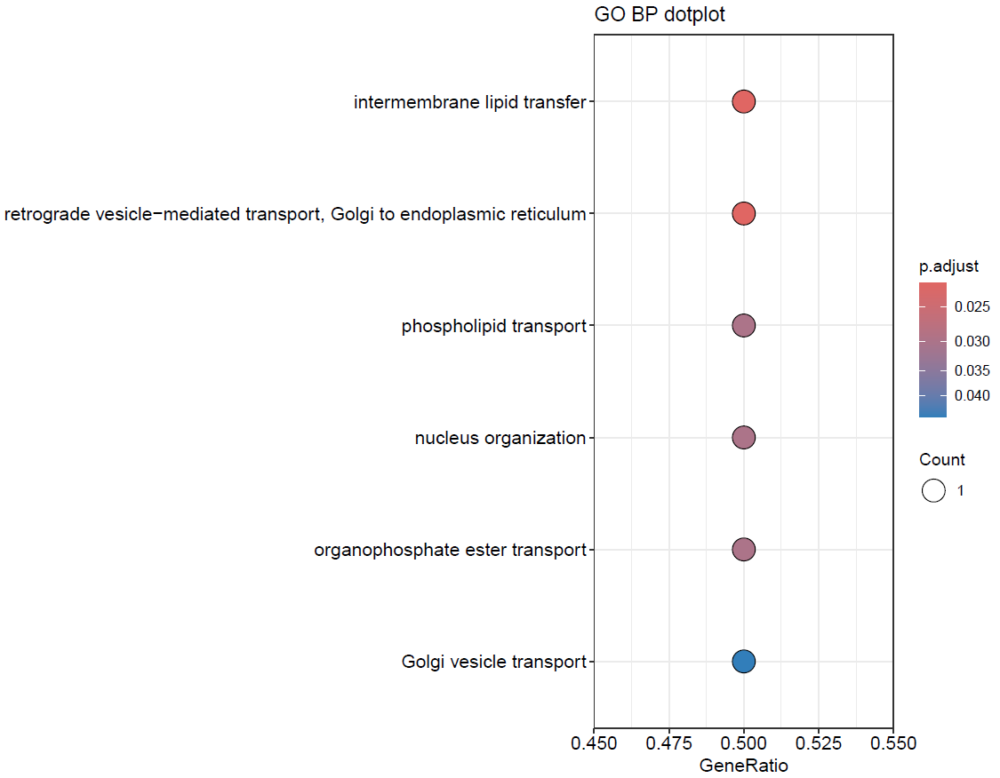 GO BP dotplot
intermembrane lipid transfer
retrograde vesicle−mediated transport, Golgi to endoplasmic reticulum
phospholipid transport
nucleus organization
organophosphate ester transport
Golgi vesicle transport
0.450 0.475 0.500 0.525 0.550
GeneRatio
p.adjust
0.025
0.030
0.035
0.040
Count
1